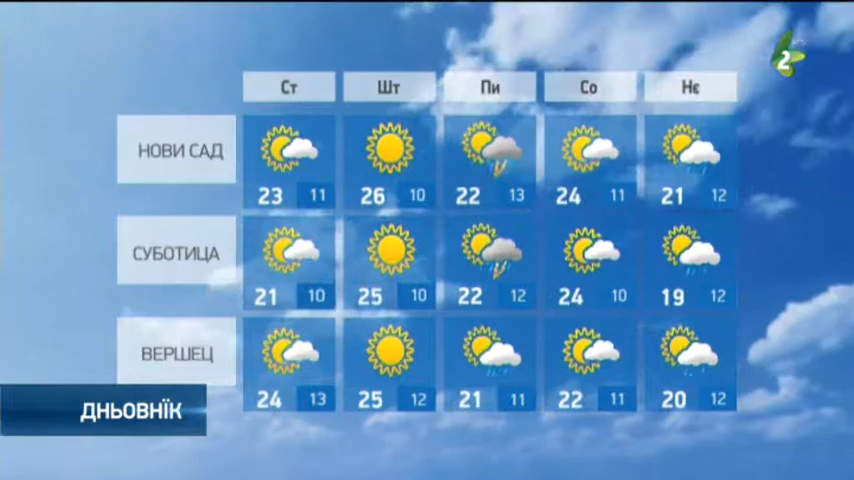 2
Ст Шт Пи Со Нє
НОВИ САД
23 11 26 10 22 13 24 11 21 12
СУБОТИЦА
21 10 25 10 22 12 24 10 19 12
ВЕРШЕЦ
24 13 25 12 21 11 22 11 20 12
ДНЬОВНЇК